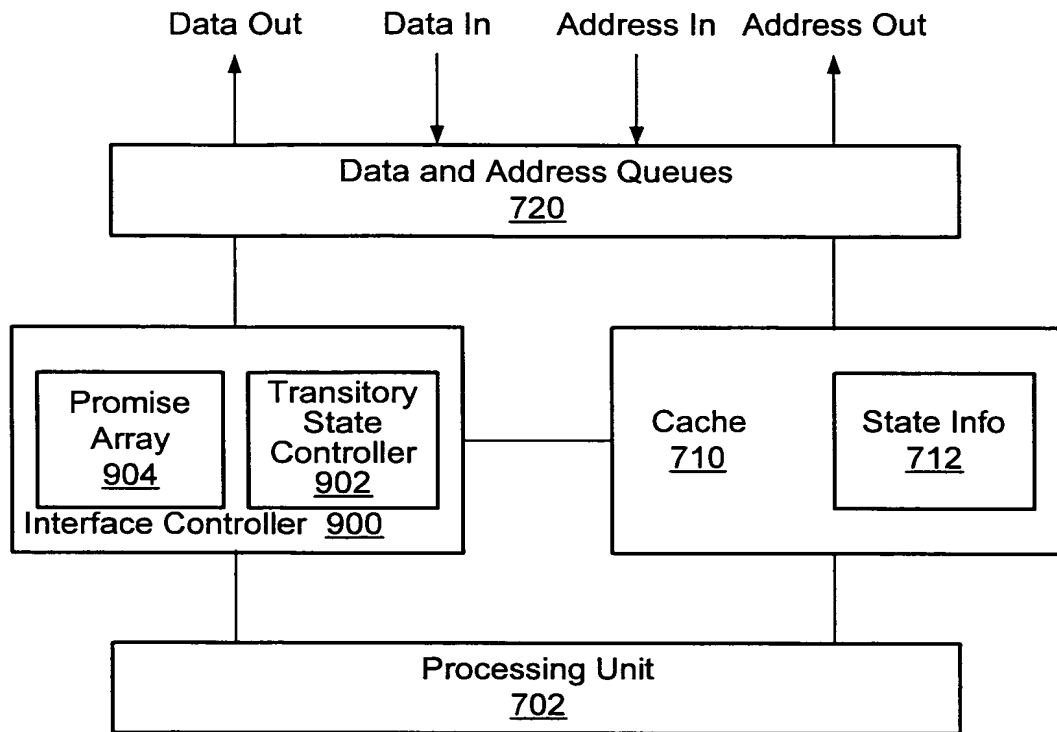 Data Out Data In Address In Address Out
Data and Address Queues
720
Promise
Array
904
Transitory
State
Controller
902
Interface Controller 900
Cache
710
State Info
712
Processing Unit
702